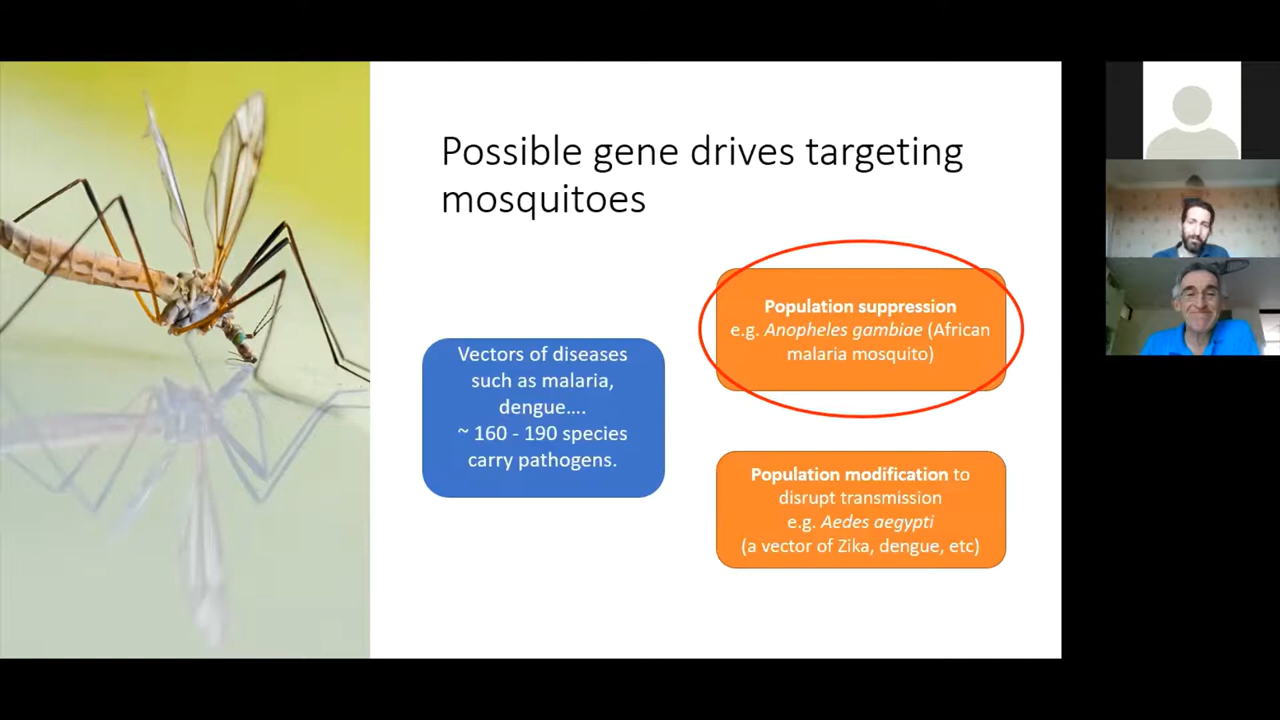 Possible gene drives targeting
mosquitoes
Vectors of diseases
such as malaria,
dengue….
~ 160 - 190 species
carry pathogens.
Population suppression
e.g. Anopheles gambiae (African
malaria mosquito)
Population modification to
disrupt transmission
e.g. Aedes aegypti
(a vector of Zika, dengue, etc)